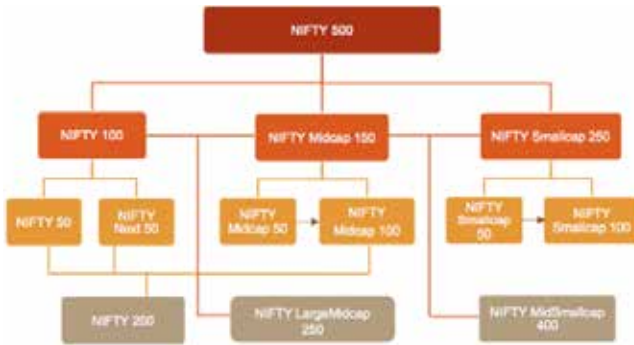 NIFTY 500
NIFTY 100
NIFTY Midcap 150
NIFTY Smallcap 250
NIFTY 50
NIFTY
Next 50
NIFTY
Midcap 50
NIFTY
Midcap 100
NIFTY
Smallcap
50
NIFTY
Smallcap 100
NIFTY 200
NIFTY LargeMidcap
250
NIFTY MidSmallcap
400